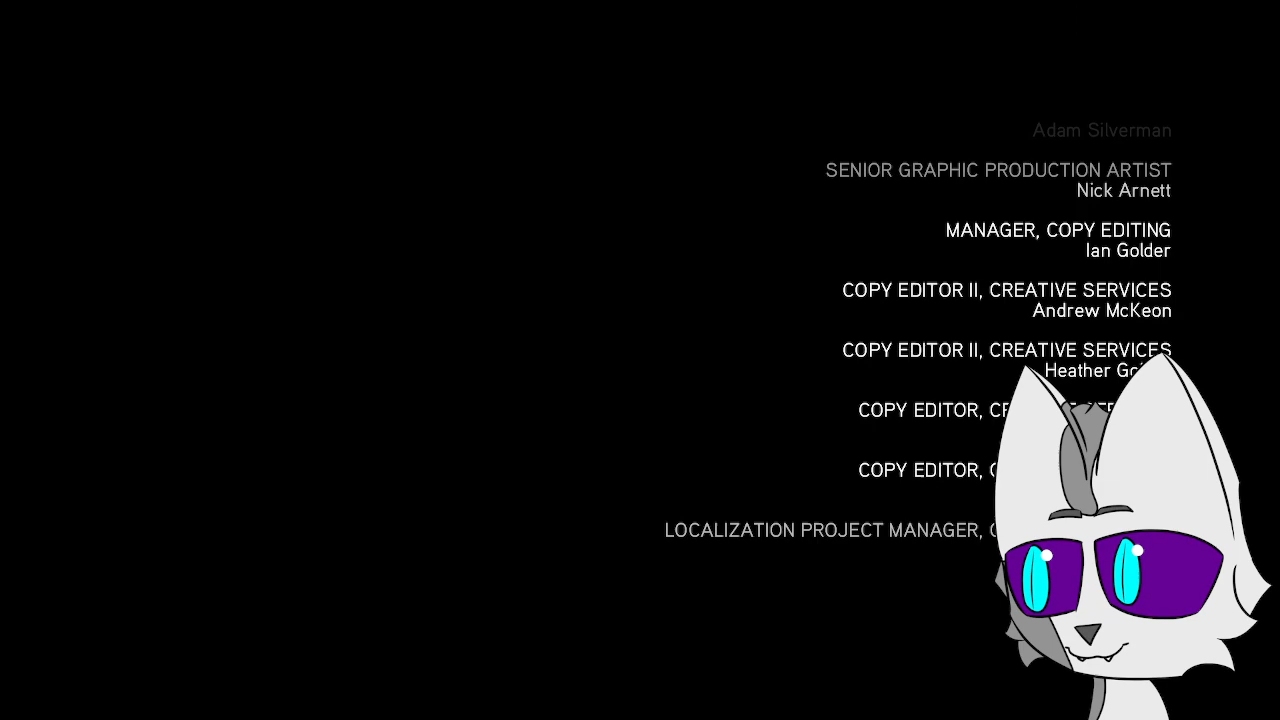 Adam Silverman
SENIOR GRAPHIC PRODUCTION ARTIST
Nick Arnett
MANAGER, COPY EDITING
Ian Golder
COPY EDITOR II, CREATIVE SERVICES
Andrew McKeon
COPY EDITOR II, CREATIVE SERVICES
Heather
COPY EDITOR,
COPY EDITOR,
LOCALIZATION PROJECT MANAGER,